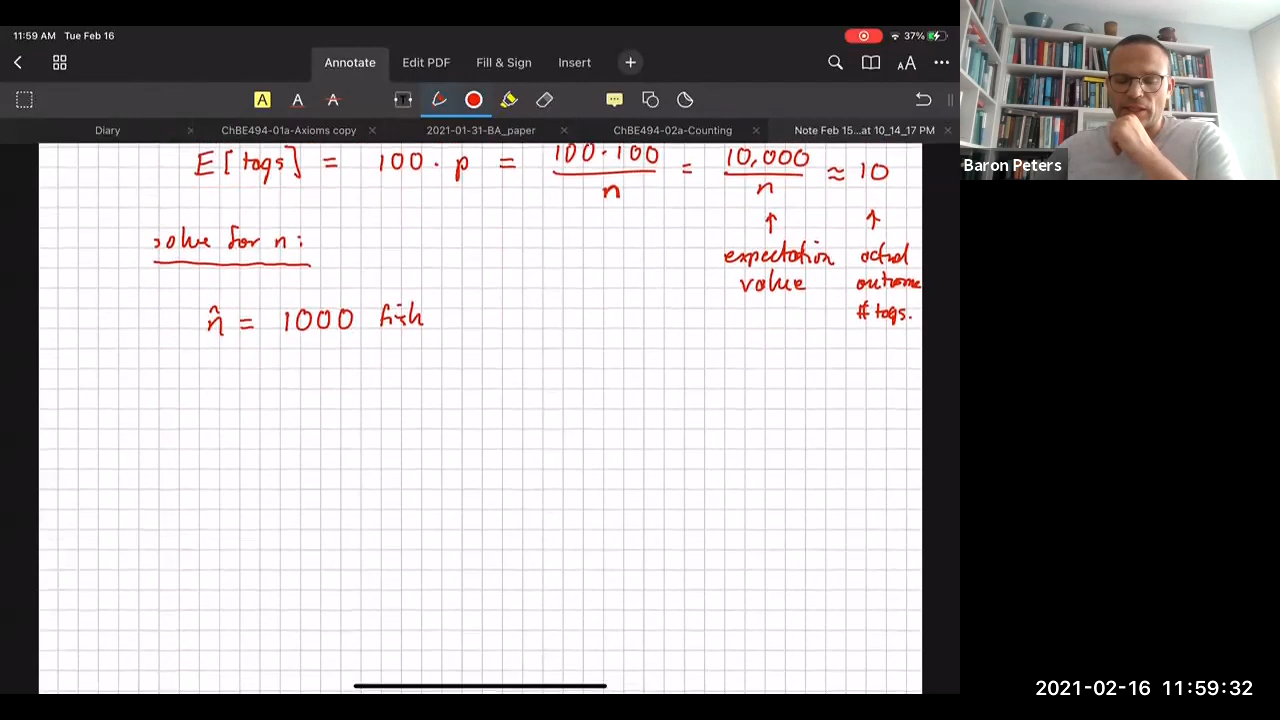 11:59 AM Tue Feb 16
37%
Annotate Edit PDF Fill & Sign Insert
Diary ChBE494-01a-Axioms copy 2021-01-31-BA_paper ChBE494-02a-Counting Note Feb 15...at 10_14_17 PM
Baron Peters
E[tags] = 100 · p = 100·100 / n = 10,000 / n ≈ 10
solve for n:
expectation value
actual outcome # tags.
n̂ = 1000 fish
2021-02-16 11:59:32